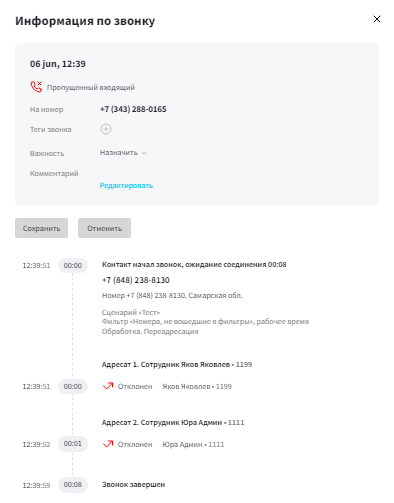 Информация по звонку
06 jun, 12:39
Пропущенный входящий
На номер +7 (343) 288-0165
Теги звонка
Важность Назначить
Комментарий
Редактировать
Сохранить Отменить
12:39:51 00:00 Контакт начал звонок, ожидание соединения 00:08
+7 (848) 238-8130
Номер +7 (848) 238-8130, Самарская обл.
Сценарий «Тест»
Фильтр «Номера, не вошедшие в фильтры», рабочее время
Обработка. Переадресация
Адресат 1. Сотрудник Яков Яковлев • 1199
12:39:51 00:00 Отклонен Яков Яковлев • 1199
Адресат 2. Сотрудник Юра Админ • 1111
12:39:52 00:01 Отклонен Юра Админ • 1111
12:39:59 00:08 Звонок завершен